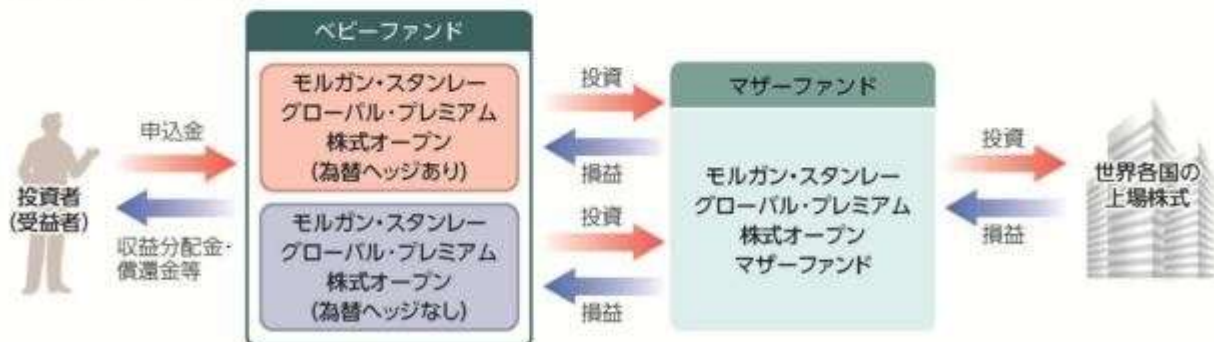 投資者
(受益者)
申込金
収益分配金・
償還金等
ベビーファンド
モルガン・スタンレー
グローバル・プレミアム
株式オープン
(為替ヘッジあり)
モルガン・スタンレー
グローバル・プレミアム
株式オープン
(為替ヘッジなし)
投資
損益
投資
損益
マザーファンド
モルガン・スタンレー
グローバル・プレミアム
株式オープン
マザーファンド
投資
損益
世界各国の
上場株式